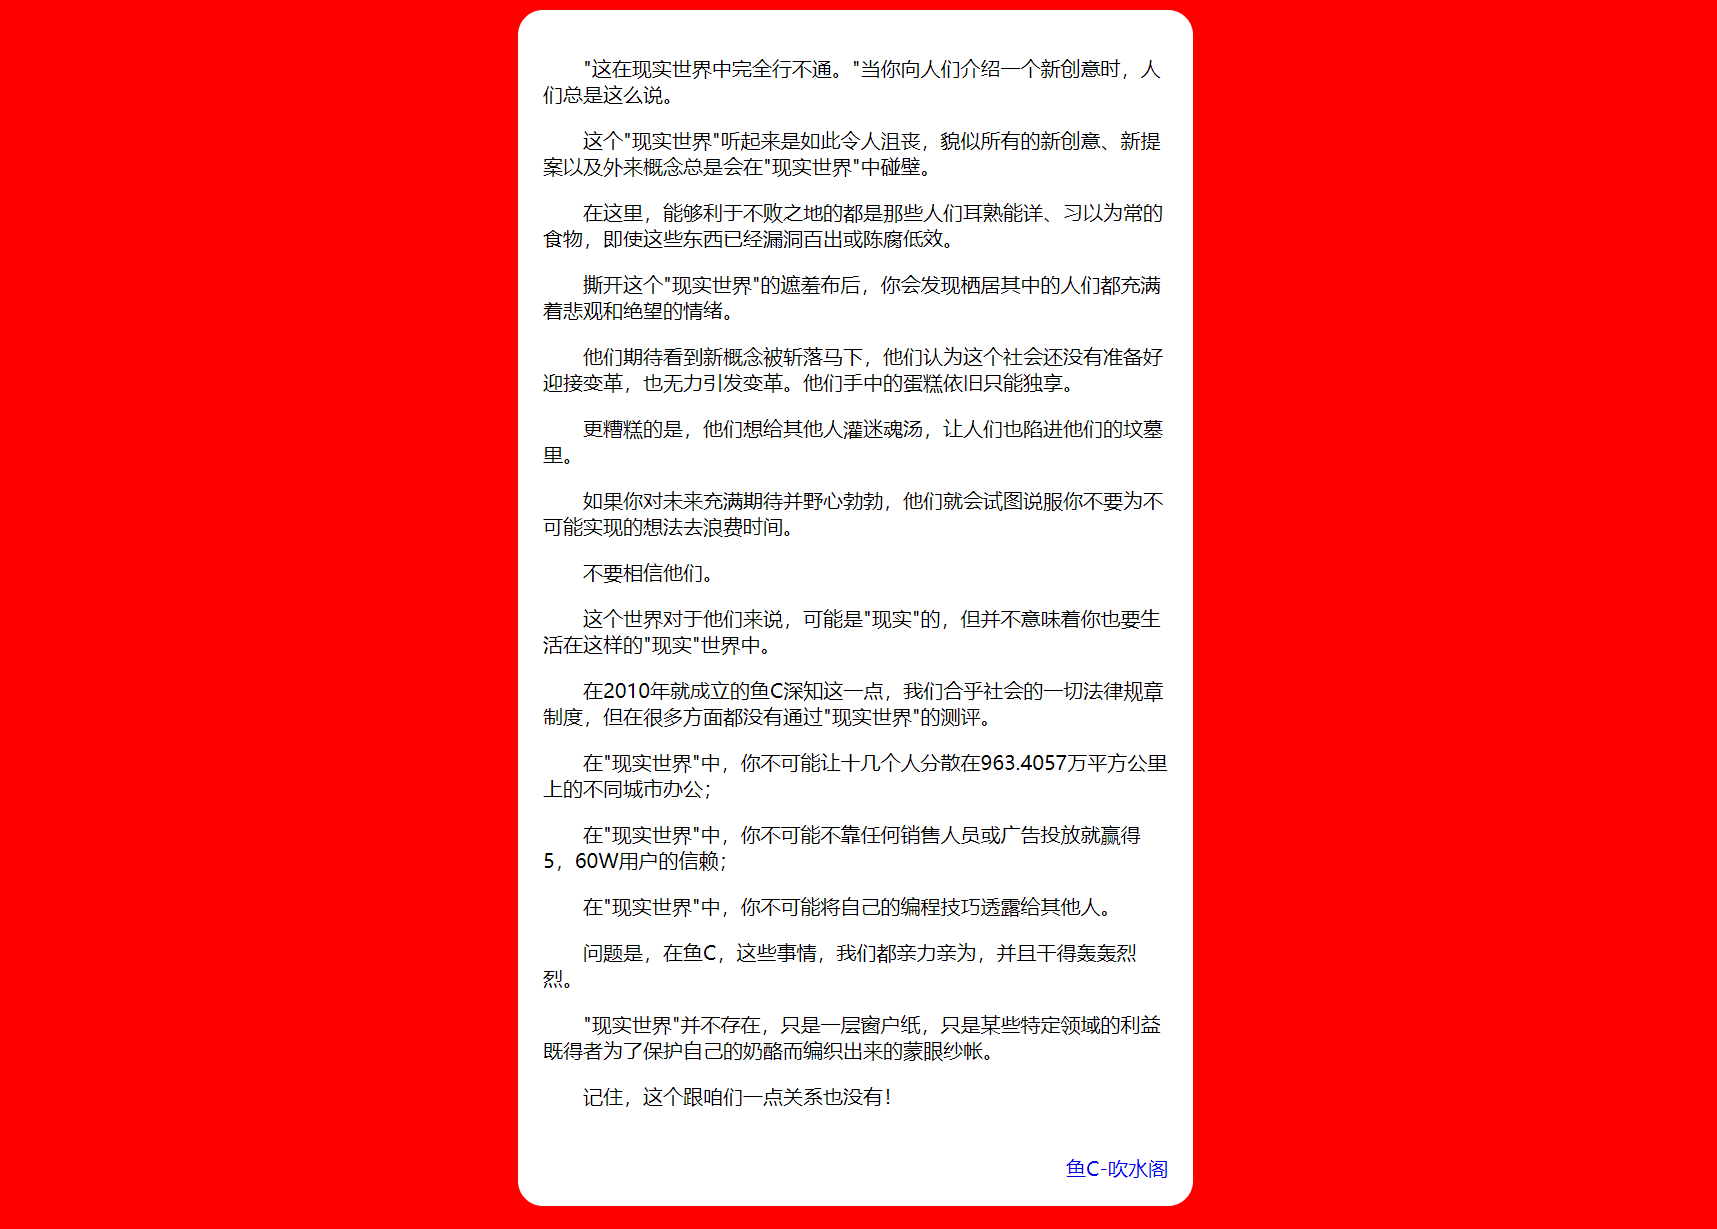 "这在现实世界中完全行不通。"当你向人们介绍一个新创意时，人
们总是这么说。
这个"现实世界"听起来是如此令人沮丧，貌似所有的新创意、新提
案以及外来概念总是会在"现实世界"中碰壁。
在这里，能够利于不败之地的都是那些人们耳熟能详、习以为常的
食物，即使这些东西已经漏洞百出或陈腐低效。
撕开这个"现实世界"的遮羞布后，你会发现栖居其中的人们都充满
着悲观和绝望的情绪。
他们期待看到新概念被斩落马下，他们认为这个社会还没有准备好
迎接变革，也无力引发变革。他们手中的蛋糕依旧只能独享。
更糟糕的是，他们想给其他人灌迷魂汤，让人们也陷进他们的坟墓
里。
如果你对未来充满期待并野心勃勃，他们就会试图说服你不要为不
可能实现的想法去浪费时间。
不要相信他们。
这个世界对于他们来说，可能是"现实"的，但并不意味着你也要生
活在这样的"现实"世界中。
在2010年就成立的鱼C深知这一点，我们合乎社会的一切法律规章
制度，但在很多方面都没有通过"现实世界"的测评。
在"现实世界"中，你不可能让十几个人分散在963.4057万平方公里
上的不同城市办公；
在"现实世界"中，你不可能不靠任何销售人员或广告投放就赢得
5，60W用户的信赖；
在"现实世界"中，你不可能将自己的编程技巧透露给其他人。
问题是，在鱼C，这些事情，我们都亲力亲为，并且干得轰轰烈
烈。
"现实世界"并不存在，只是一层窗户纸，只是某些特定领域的利益
既得者为了保护自己的奶酪而编织出来的蒙眼纱帐。
记住，这个跟咱们一点关系也没有！
鱼C-吹水阁